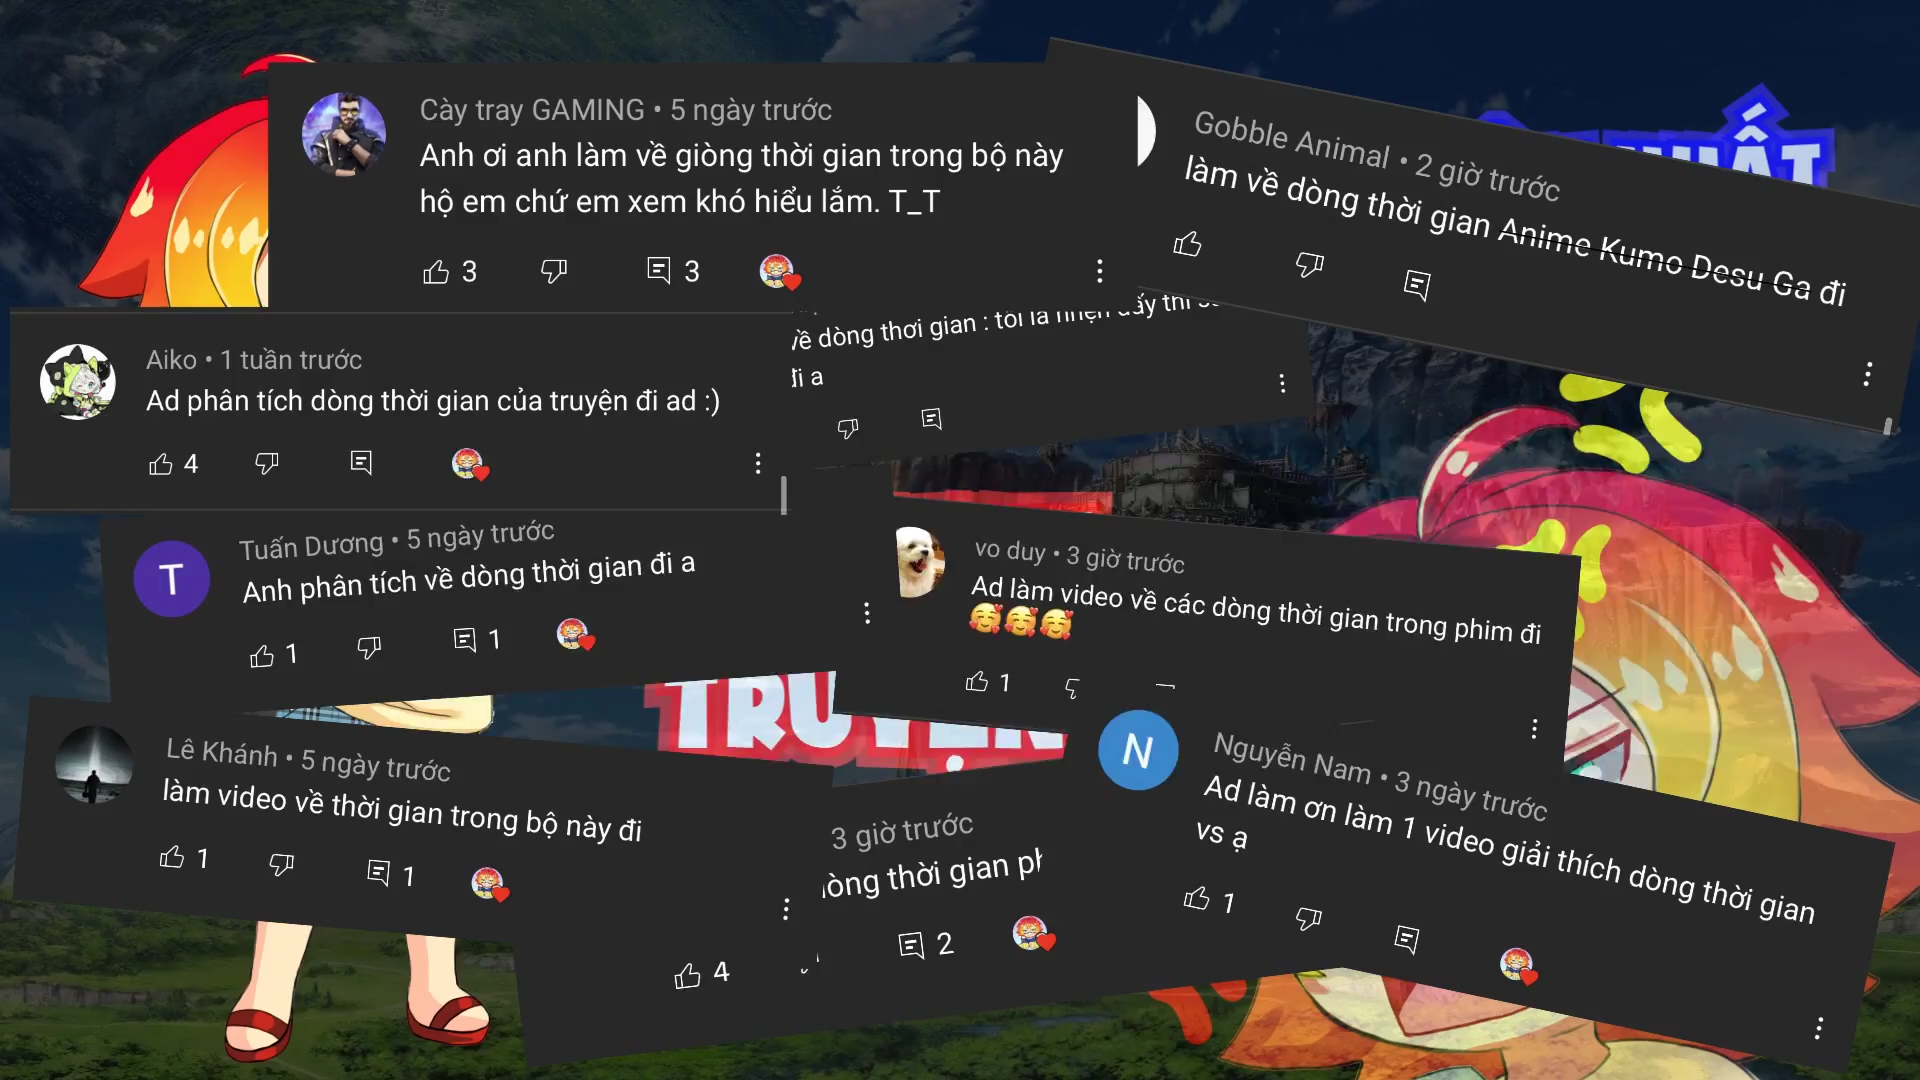 Cày tray GAMING • 5 ngày trước
Anh ơi anh làm về giòng thời gian trong bộ này
hộ em chứ em xem khó hiểu lắm. T_T
3
3
Gobble Animal • 2 giờ trước
làm về dòng thời gian Anime Kumo Desu Ga đi
NHẤT
Aiko • 1 tuần trước
Ad phân tích dòng thời gian của truyện đi ad :)
4
về dòng thơi gian : tôi là nhện đấy thì
đi a
Tuấn Dương • 5 ngày trước
Anh phân tích về dòng thời gian đi a
1
1
T
vo duy • 3 giờ trước
Ad làm video về các dòng thời gian trong phim đi
🥰🥰🥰
1
TRUYỆN
Lê Khánh • 5 ngày trước
làm video về thời gian trong bộ này đi
1
1
3 giờ trước
dòng thời gian
4
2
N
Nguyễn Nam • 3 ngày trước
Ad làm ơn làm 1 video giải thích dòng thời gian
vs ạ
1